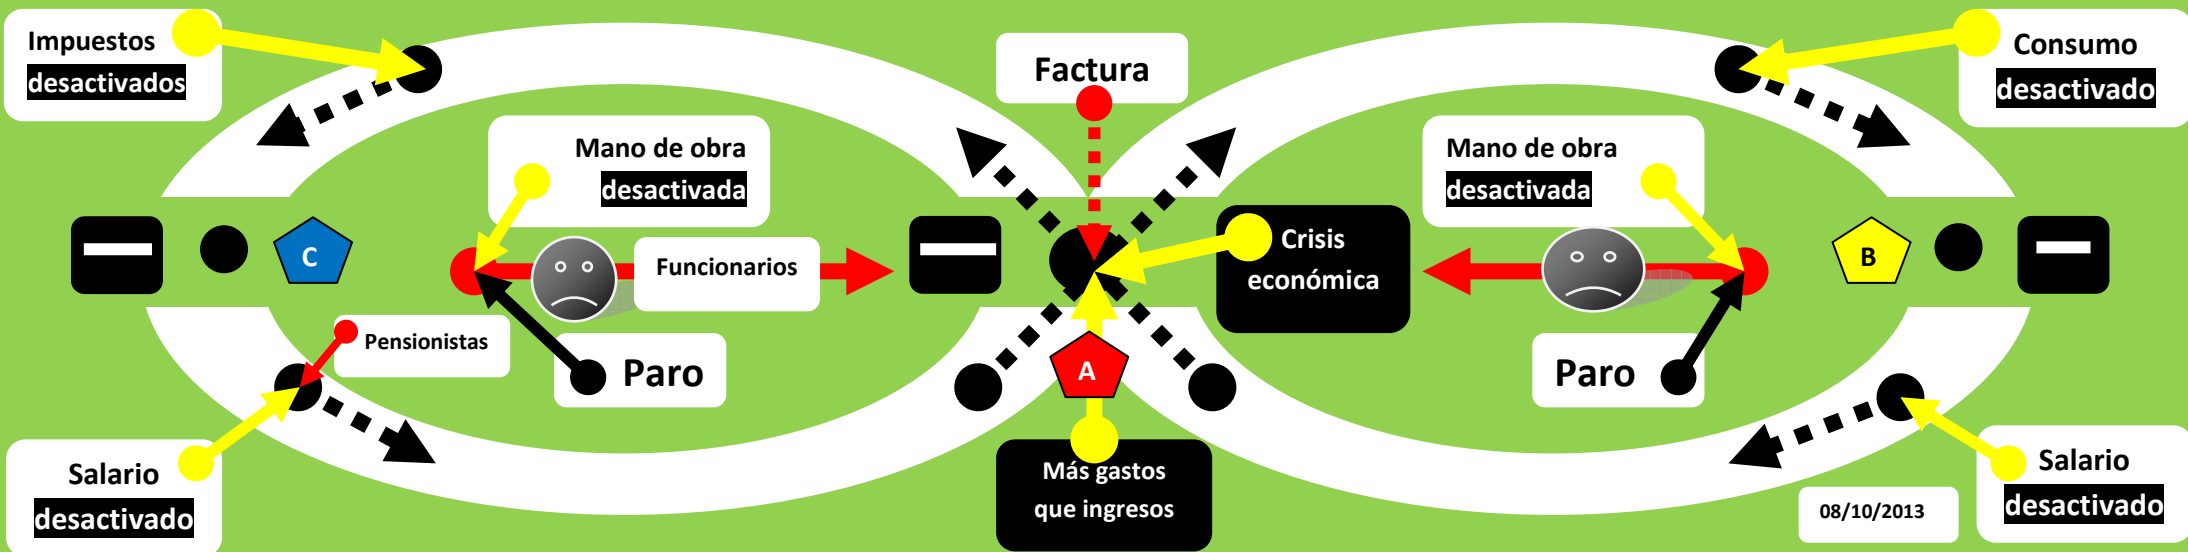 Impuestos
desactivados
Factura
Consumo
desactivado
Mano de obra
desactivada
Mano de obra
desactivada
C
Funcionarios
Crisis
económica
B
Pensionistas
Paro
A
Paro
Salario
desactivado
Más gastos
que ingresos
08/10/2013
Salario
desactivado